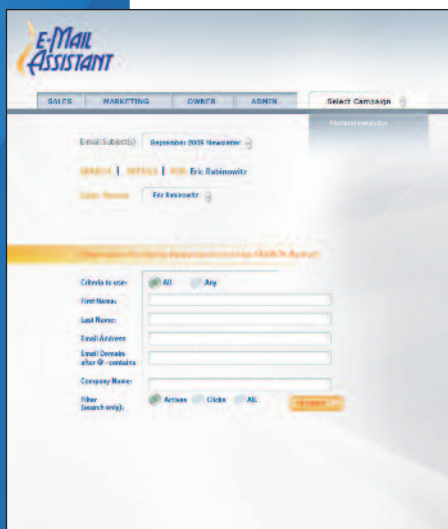 E-Mail
Assistant
SALES MARKETING OWNER ADMIN Select Campaign
Email Subject(s) September 2009 Newsletter
SEARCH | DETAILS | FOR: Eric Rabinowitz
Sales Person Eric Rabinowitz
Criteria to use: All Any
First Name:
Last Name:
Email Address
Email Domain
after @ - contains
Company Name:
Filter
(search only): Actives Clicks All